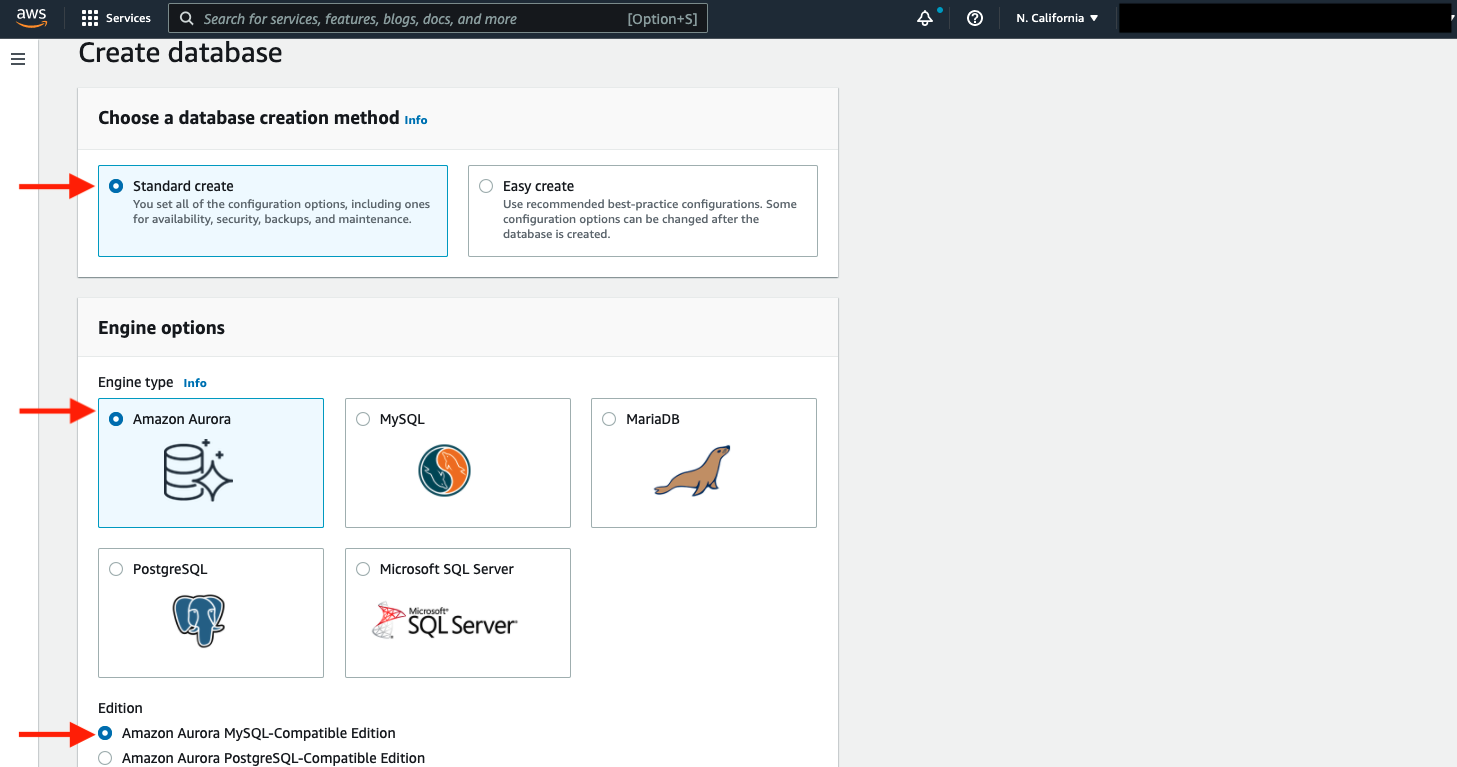 aws
Services
Search for services, features, blogs, docs, and more
[Option+S]
N. California
Create database
Choose a database creation method Info
Standard create
You set all of the configuration options, including ones
for availability, security, backups, and maintenance.
Easy create
Use recommended best-practice configurations. Some
configuration options can be changed after the
database is created.
Engine options
Engine type Info
Amazon Aurora
MySQL
MariaDB
PostgreSQL
Microsoft SQL Server
Microsoft®
SQL Server
Edition
Amazon Aurora MySQL-Compatible Edition
Amazon Aurora PostgreSQL-Compatible Edition